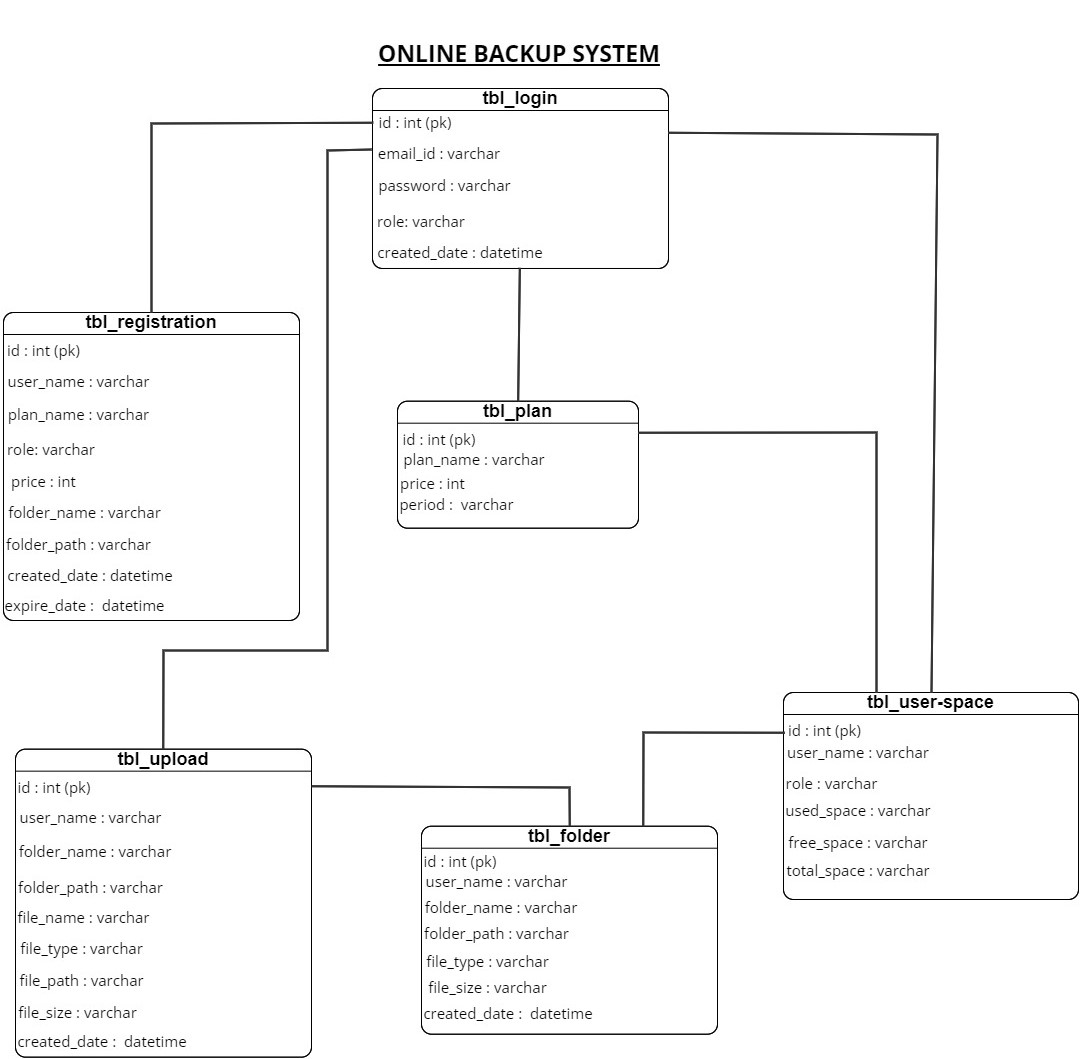 ONLINE BACKUP SYSTEM
tbl_login
id : int (pk)
email_id : varchar
password : varchar
role: varchar
created_date : datetime
tbl_registration
id : int (pk)
user_name : varchar
plan_name : varchar
role: varchar
price : int
folder_name : varchar
folder_path : varchar
created_date : datetime
expire_date :  datetime
tbl_plan
id : int (pk)
plan_name : varchar
price : int
period :  varchar
tbl_user-space
id : int (pk)
user_name : varchar
role : varchar
used_space : varchar
free_space : varchar
total_space : varchar
tbl_upload
id : int (pk)
user_name : varchar
folder_name : varchar
folder_path : varchar
file_name : varchar
file_type : varchar
file_path : varchar
file_size : varchar
created_date :  datetime
tbl_folder
id : int (pk)
user_name : varchar
folder_name : varchar
folder_path : varchar
file_type : varchar
file_size : varchar
created_date :  datetime